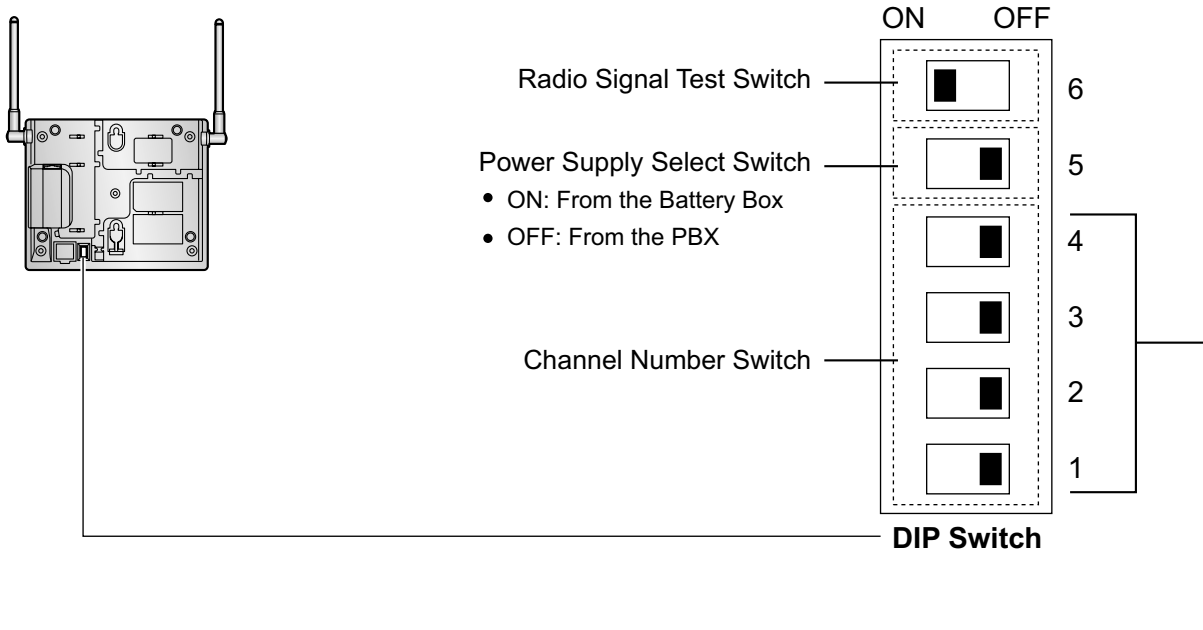 ON OFF
Radio Signal Test Switch
6
Power Supply Select Switch
5
• ON: From the Battery Box
• OFF: From the PBX
4
3
Channel Number Switch
2
1
DIP Switch